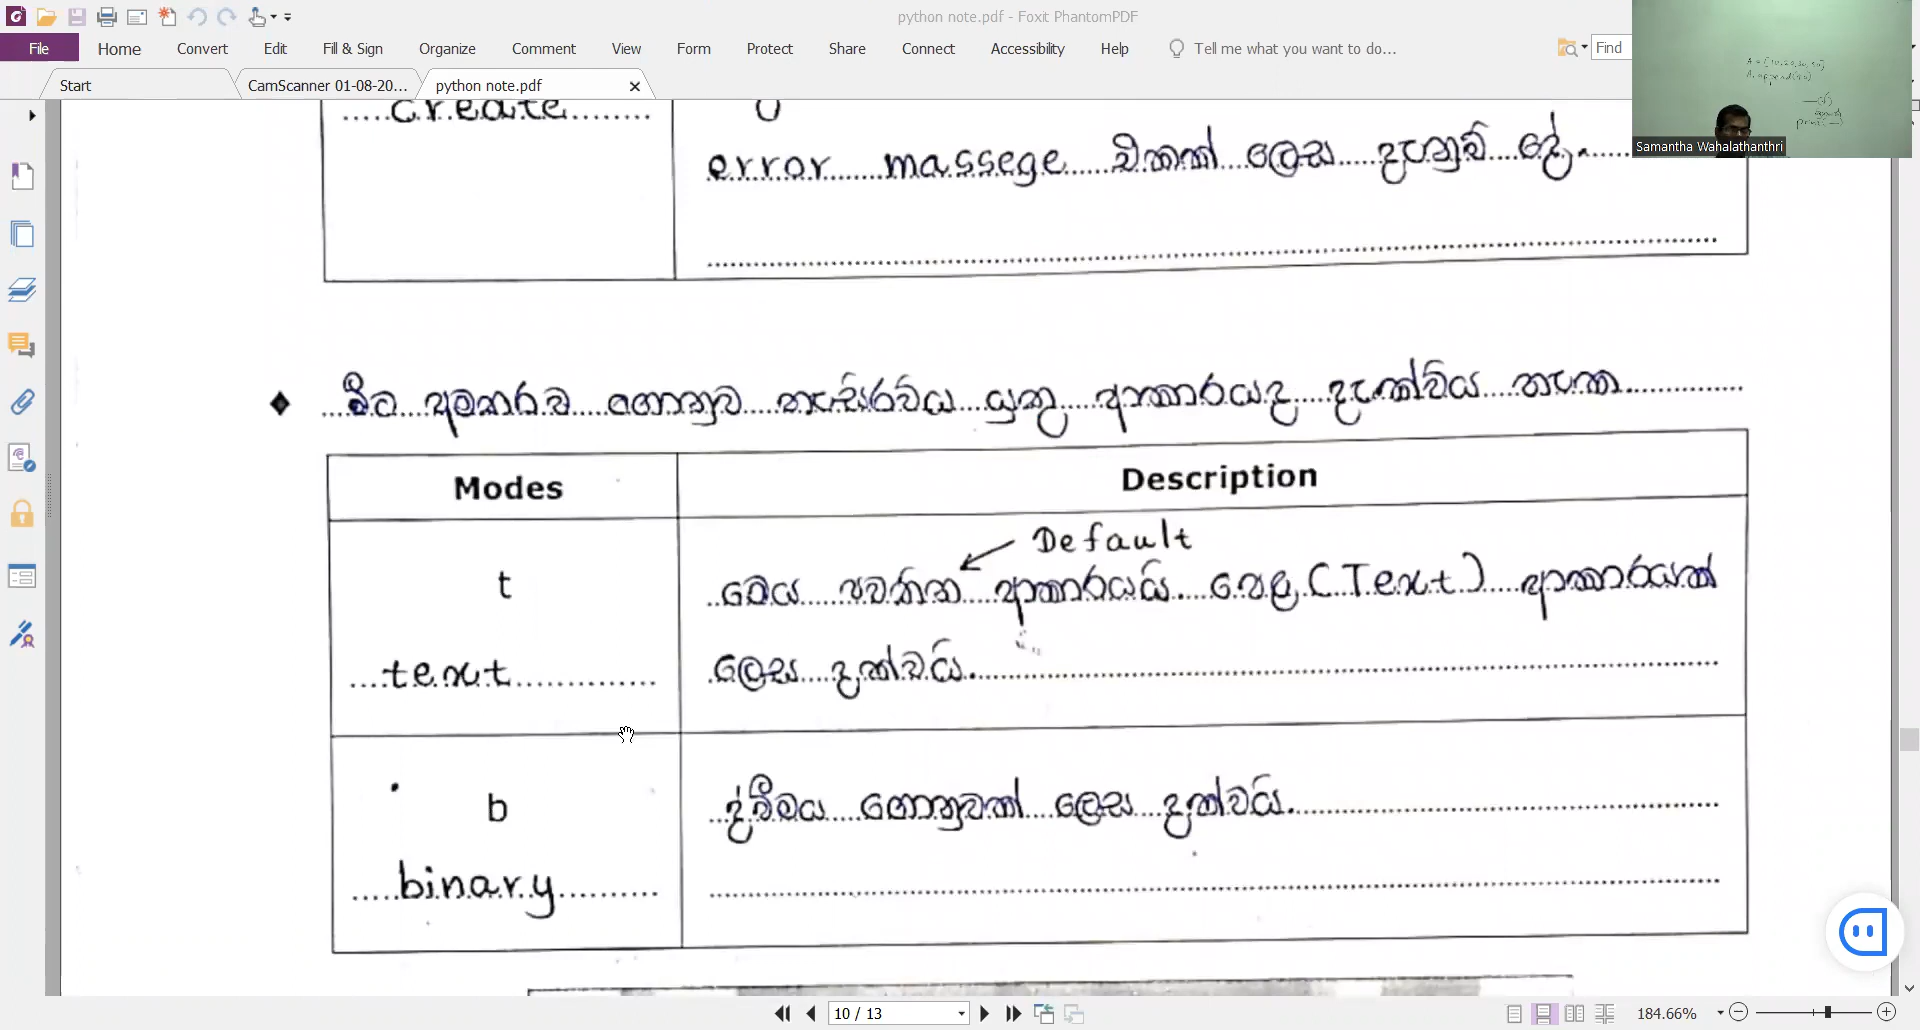 python note.pdf - Foxit PhantomPDF
File Home Convert Edit Fill & Sign Organize Comment View Form Protect Share Connect Accessibility Help Tell me what you want to do... Find
Start CamScanner 01-08-20... python note.pdf
Samantha Wahalathanthri
create
error massege එකක් ලෙස දැනුම් දේ.
මීට අමතරව ගොනුව හැසිරවිය යුතු ආකාරයද දැක්විය හැක
Modes Description
Default
t මෙය පවතින ආකාරයයි. පෙළ (Text) ආකාරයක්
text ලෙස දක්වයි.
b ද්වීමය ගොනුවක් ලෙස දක්වයි.
binary
10 / 13 184.66%